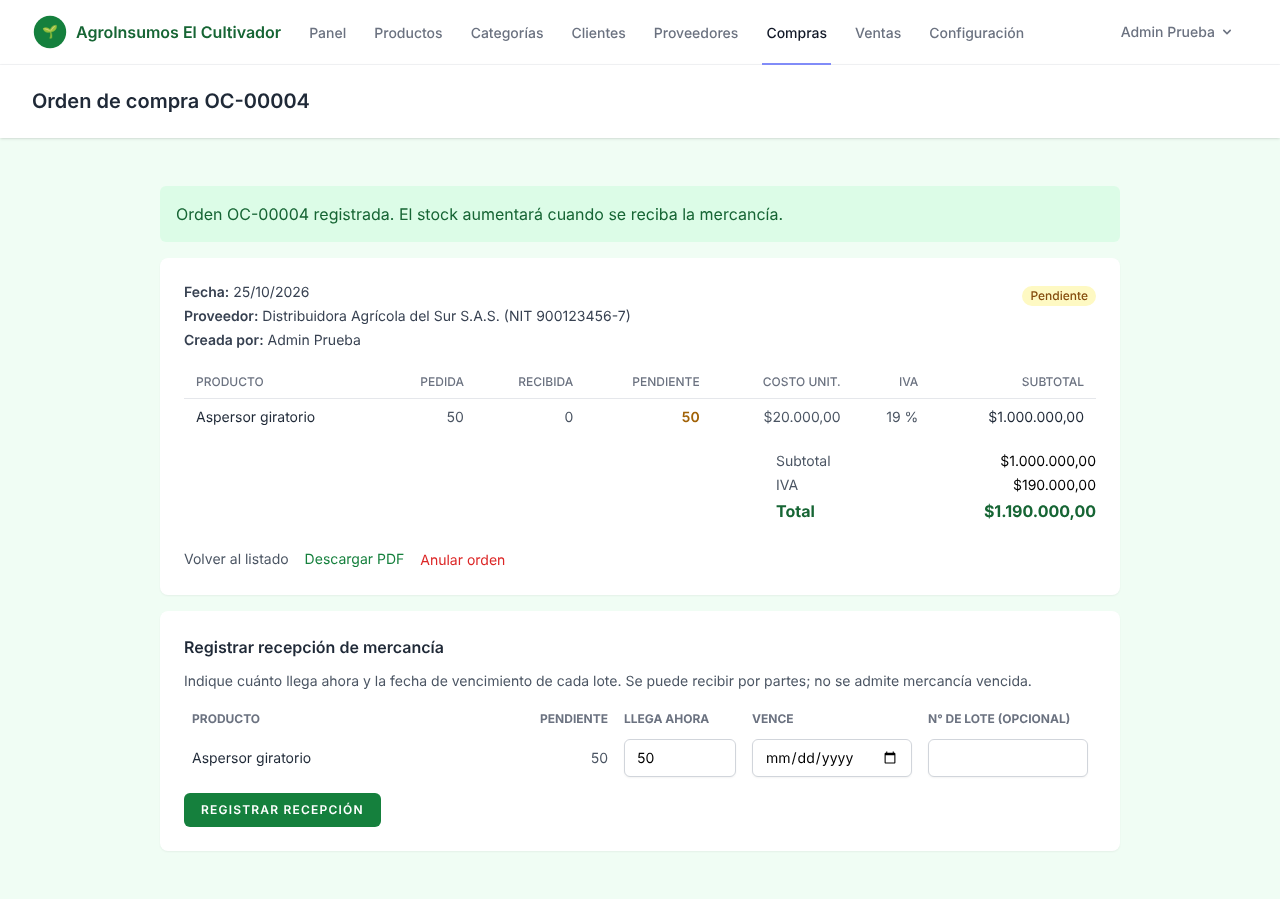 AgroInsumos El Cultivador Panel Productos Categorías Clientes Proveedores Compras Ventas Configuración Admin Prueba
Orden de compra OC-00004
Orden OC-00004 registrada. El stock aumentará cuando se reciba la mercancía.
Fecha: 25/10/2026 Pendiente
Proveedor: Distribuidora Agrícola del Sur S.A.S. (NIT 900123456-7)
Creada por: Admin Prueba
PRODUCTO PEDIDA RECIBIDA PENDIENTE COSTO UNIT. IVA SUBTOTAL
Aspersor giratorio 50 0 50 $20.000,00 19 % $1.000.000,00
Subtotal $1.000.000,00
IVA $190.000,00
Total $1.190.000,00
Volver al listado Descargar PDF Anular orden
Registrar recepción de mercancía
Indique cuánto llega ahora y la fecha de vencimiento de cada lote. Se puede recibir por partes; no se admite mercancía vencida.
PRODUCTO PENDIENTE LLEGA AHORA VENCE N° DE LOTE (OPCIONAL)
Aspersor giratorio 50 50 mm/dd/yyyy
REGISTRAR RECEPCIÓN